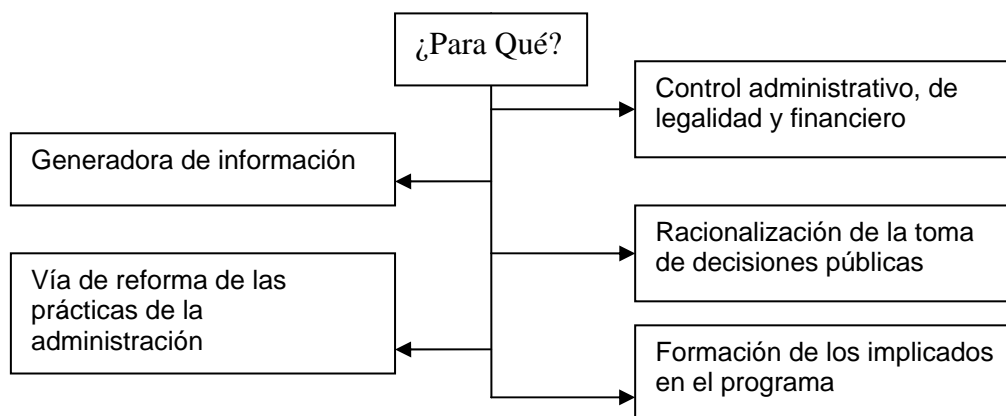 ¿Para Qué?
Control administrativo, de
legalidad y financiero
Generadora de información
Racionalización de la toma
de decisiones públicas
Vía de reforma de las
prácticas de la
administración
Formación de los implicados
en el programa